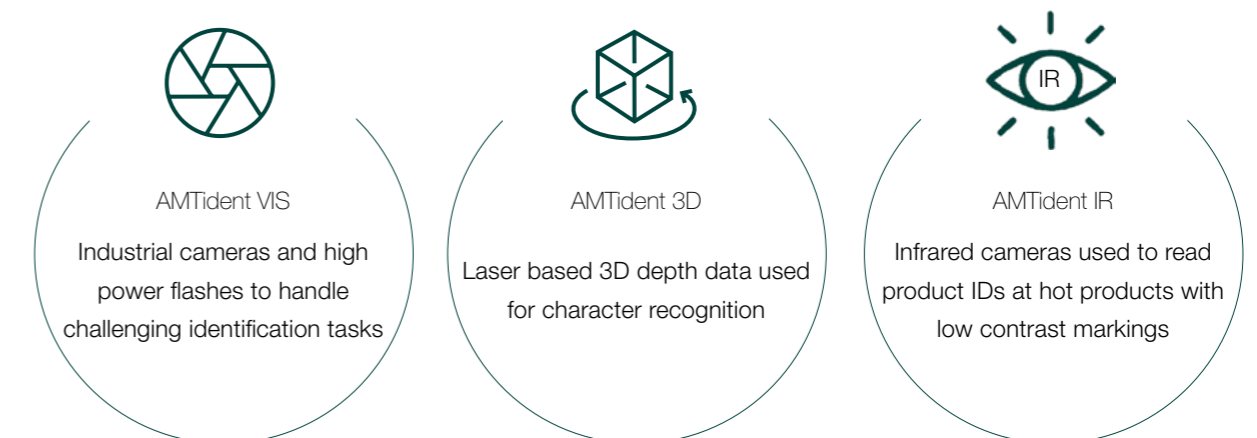 AMTident VIS
Industrial cameras and high
power flashes to handle
challenging identification tasks
AMTident 3D
Laser based 3D depth data used
for character recognition
IR
AMTident IR
Infrared cameras used to read
product IDs at hot products with
low contrast markings